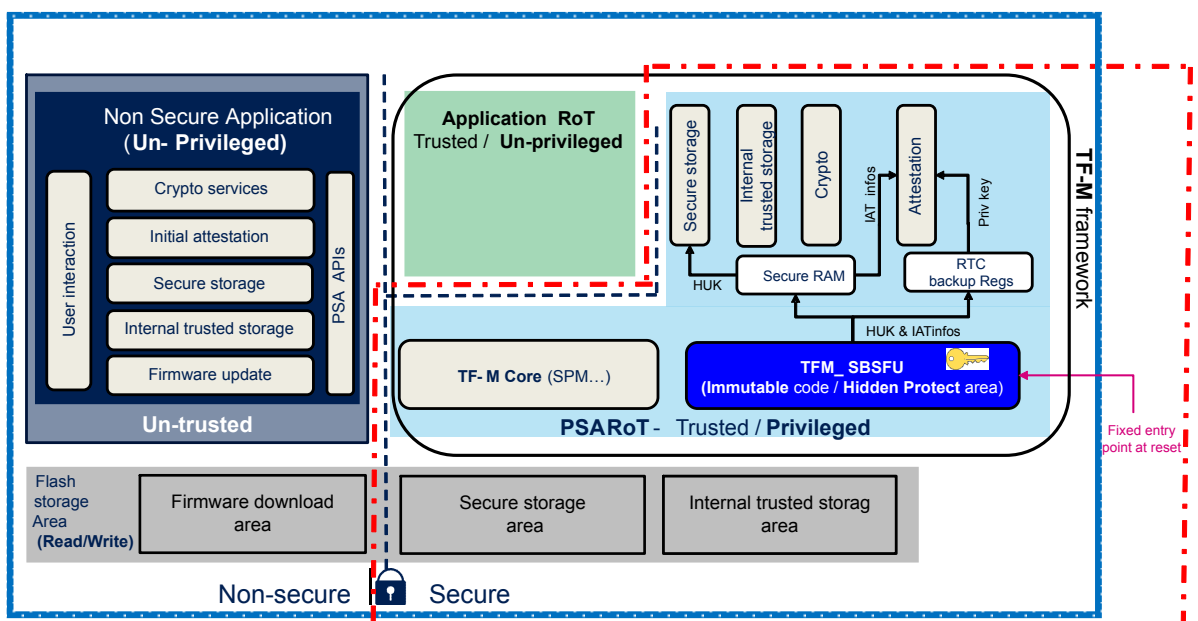 Non Secure Application
(Un- Privileged)
User interaction
Crypto services
Initial attestation
Secure storage
Internal trusted storage
Firmware update
PSA APIs
Un-trusted
Application RoT
Trusted / Un-privileged
Secure storage
Internal
trusted storage
Crypto
IAT infos
Attestation
Priv key
HUK
Secure RAM
RTC
backup Regs
HUK & IATinfos
TF-M framework
TF- M Core (SPM...)
TFM_ SBSFU
(Immutable code / Hidden Protect area)
PSARoT - Trusted / Privileged
Fixed entry
point at reset
Flash
storage
Area
(Read/Write)
Firmware download
area
Secure storage
area
Internal trusted storag
area
Non-secure
Secure